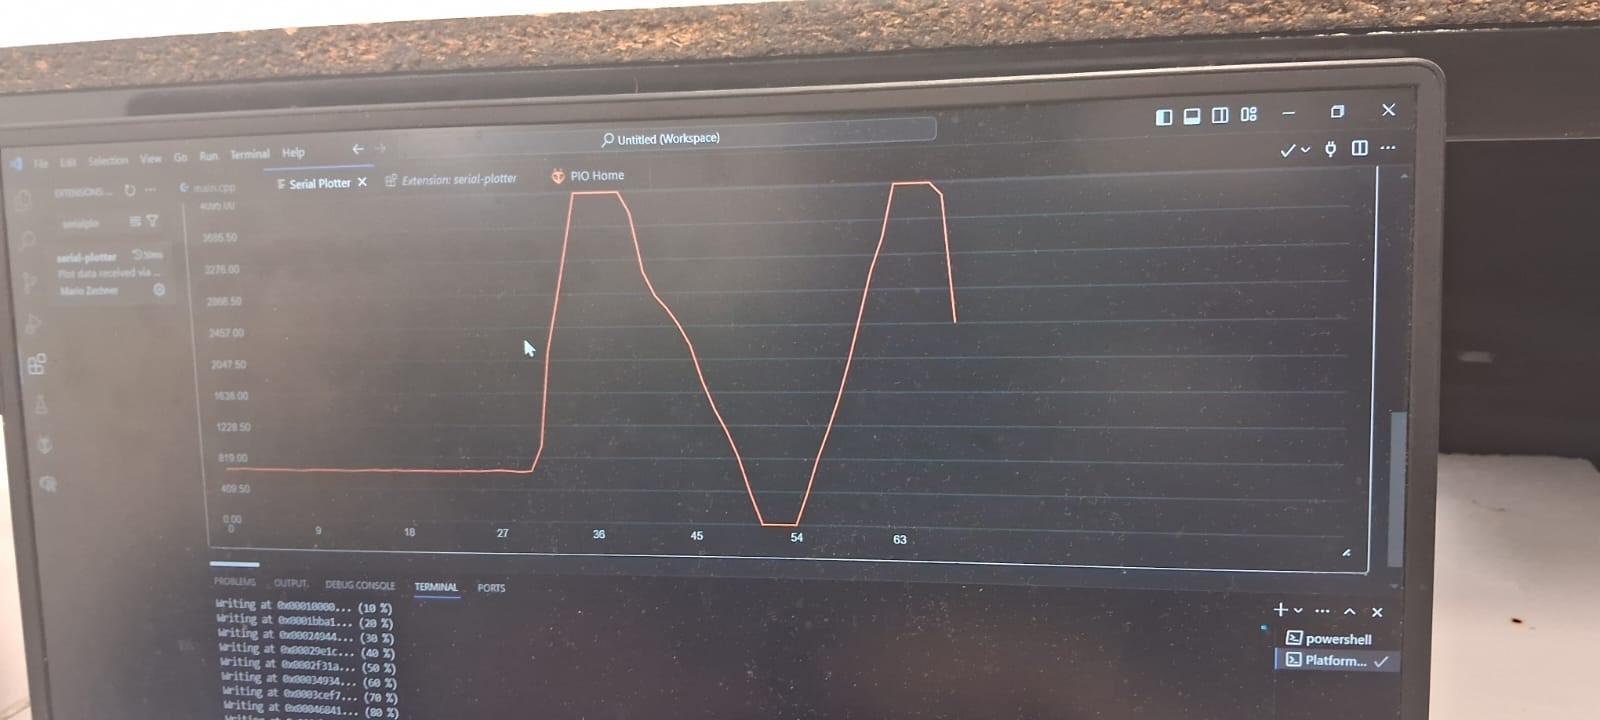 File Edit Selection View Go Run Terminal Help
Untitled (Workspace)
EXTENSIONS...
main.cpp
Serial Plotter
Extension: serial-plotter
PIO Home
serialplo
serial-plotter
50ms
Plot data received via ...
Mario Zechner
4095.00
3685.50
3276.00
2866.50
2457.00
2047.50
1638.00
1228.50
819.00
409.50
0.00
0 9 18 27 36 45 54 63
PROBLEMS OUTPUT DEBUG CONSOLE TERMINAL PORTS
Writing at 0x00010000... (10 %)
Writing at 0x0001bba1... (20 %)
Writing at 0x00024944... (30 %)
Writing at 0x00029e1c... (40 %)
Writing at 0x0002f31a... (50 %)
Writing at 0x00034934... (60 %)
Writing at 0x0003cef7... (70 %)
Writing at 0x00046841... (80 %)
powershell
Platform...